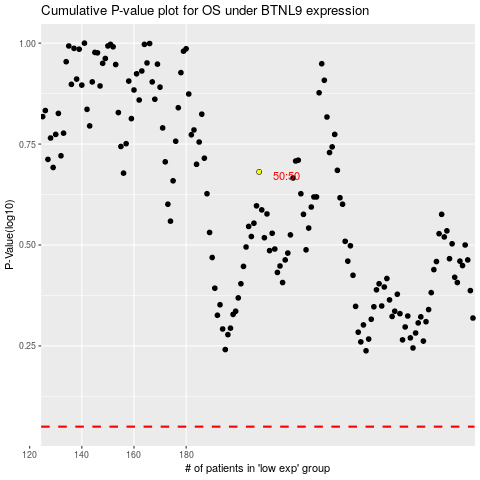 Cumulative P-value plot for OS under BTNL9 expression
P-Value(log10)
1.00
0.75
0.50
0.25
50:50
120 140 160 180
# of patients in 'low exp' group